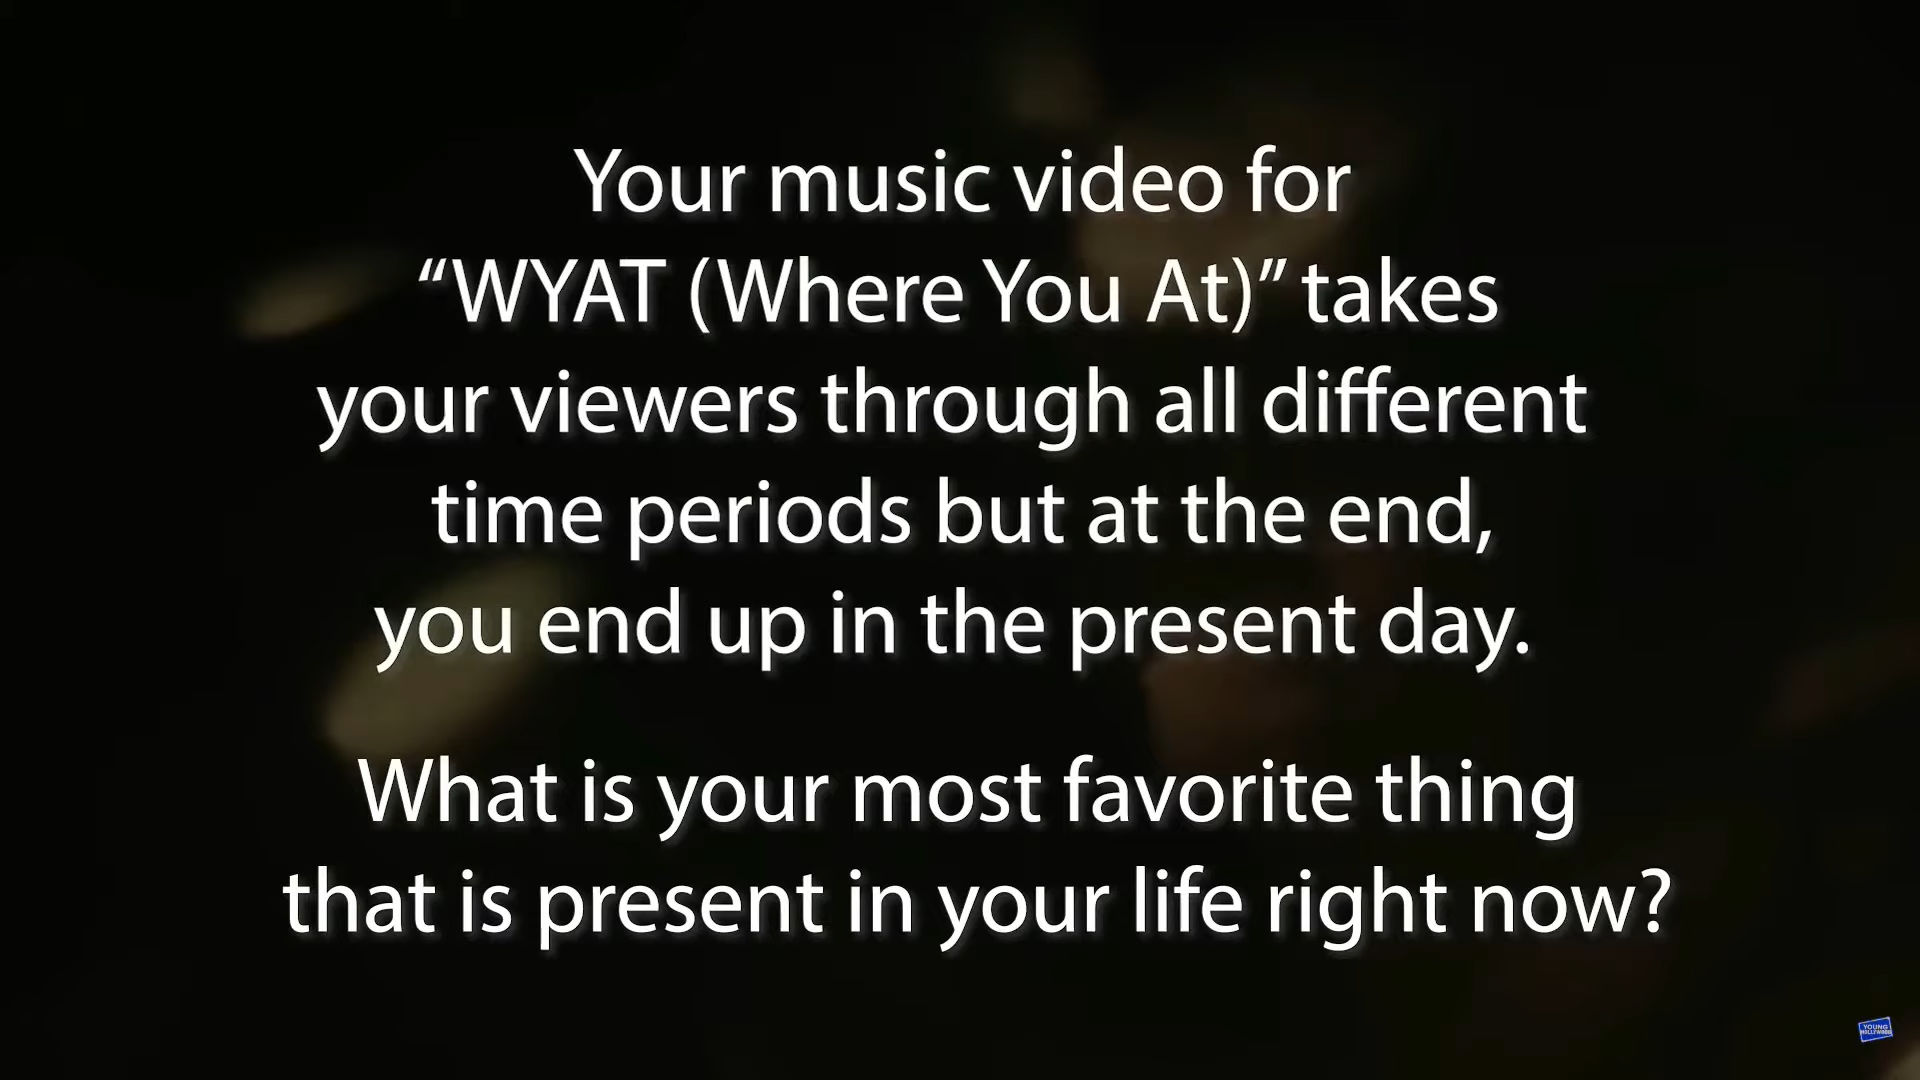 Your music video for
“WYAT (Where You At)” takes
your viewers through all different
time periods but at the end,
you end up in the present day.
What is your most favorite thing
that is present in your life right now?
YOUNG
HOLLYWOOD